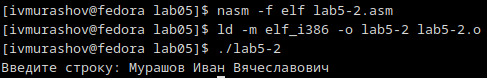 [ivmurashov@fedora lab05]$ nasm -f elf lab5-2.asm
[ivmurashov@fedora lab05]$ ld -m elf_i386 -o lab5-2 lab5-2.o
[ivmurashov@fedora lab05]$ ./lab5-2
Введите строку: Мурашов Иван Вячеславович